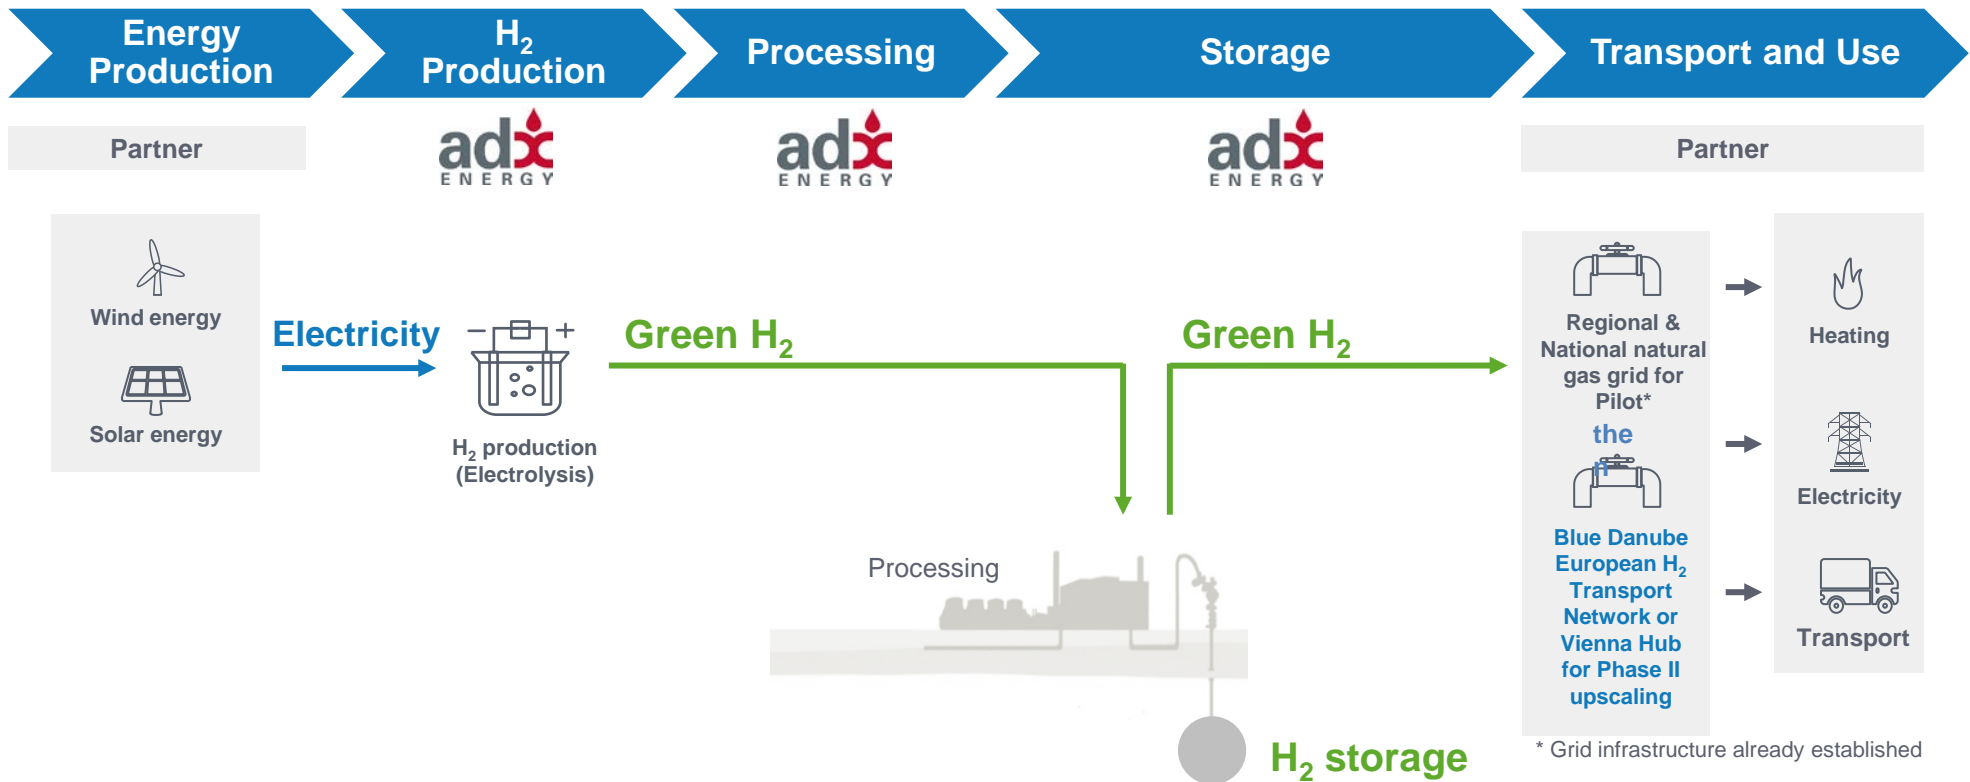 Energy
Production
H₂
Production
Processing
Storage
Transport and Use
Partner
adx
ENERGY
adx
ENERGY
adx
ENERGY
Partner
Wind energy
Solar energy
Electricity
H₂ production
(Electrolysis)
Green H₂
Green H₂
Processing
H₂ storage
Regional &
National natural
gas grid for
Pilot*
the
n
Blue Danube
European H₂
Transport
Network or
Vienna Hub
for Phase II
upscaling
Heating
Electricity
Transport
* Grid infrastructure already established